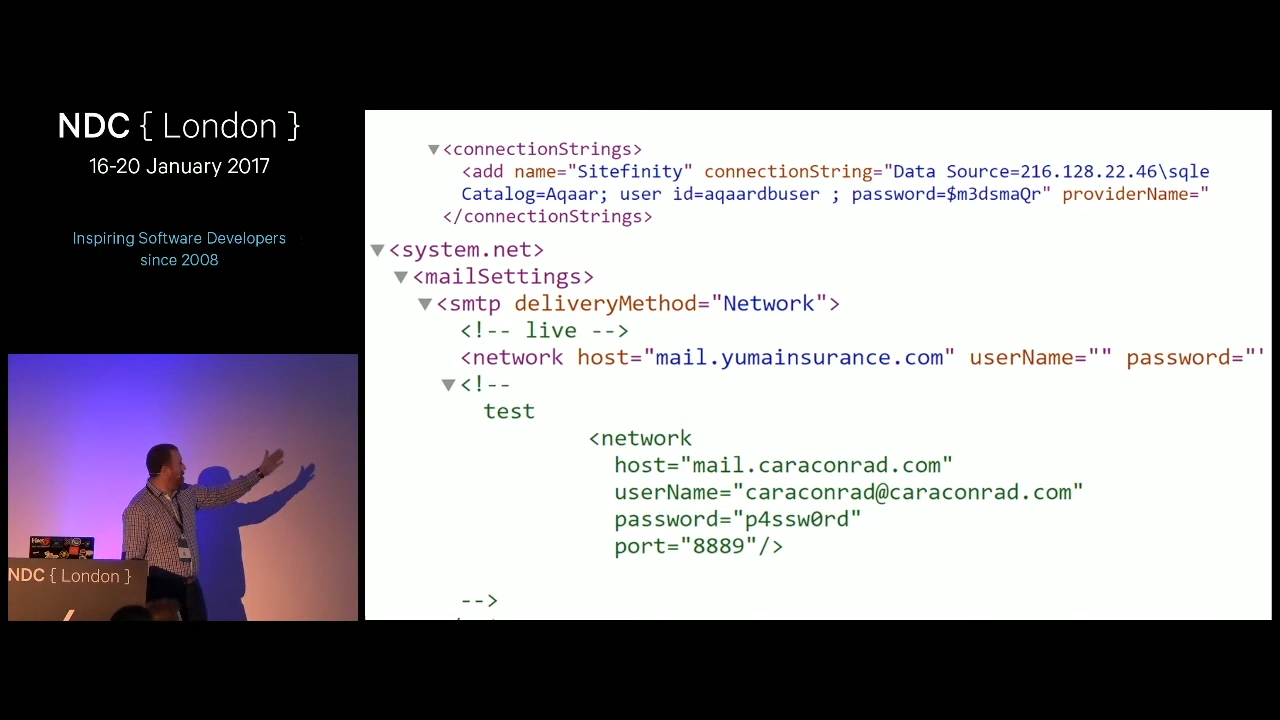 NDC { London }
16-20 January 2017
Inspiring Software Developers
since 2008
NDC { London }
<connectionStrings>
<add name="Sitefinity" connectionString="Data Source=216.128.22.46\sqle
Catalog=Aqaar; user id=aqaardbuser ; password=$m3dsmaQr" providerName="
</connectionStrings>
<system.net>
<mailSettings>
<smtp deliveryMethod="Network">
<!-- live -->
<network host="mail.yumainsurance.com" userName="" password="'
<!--
test
<network
host="mail.caraconrad.com"
userName="caraconrad@caraconrad.com"
password="p4ssw0rd"
port="8889"/>
-->